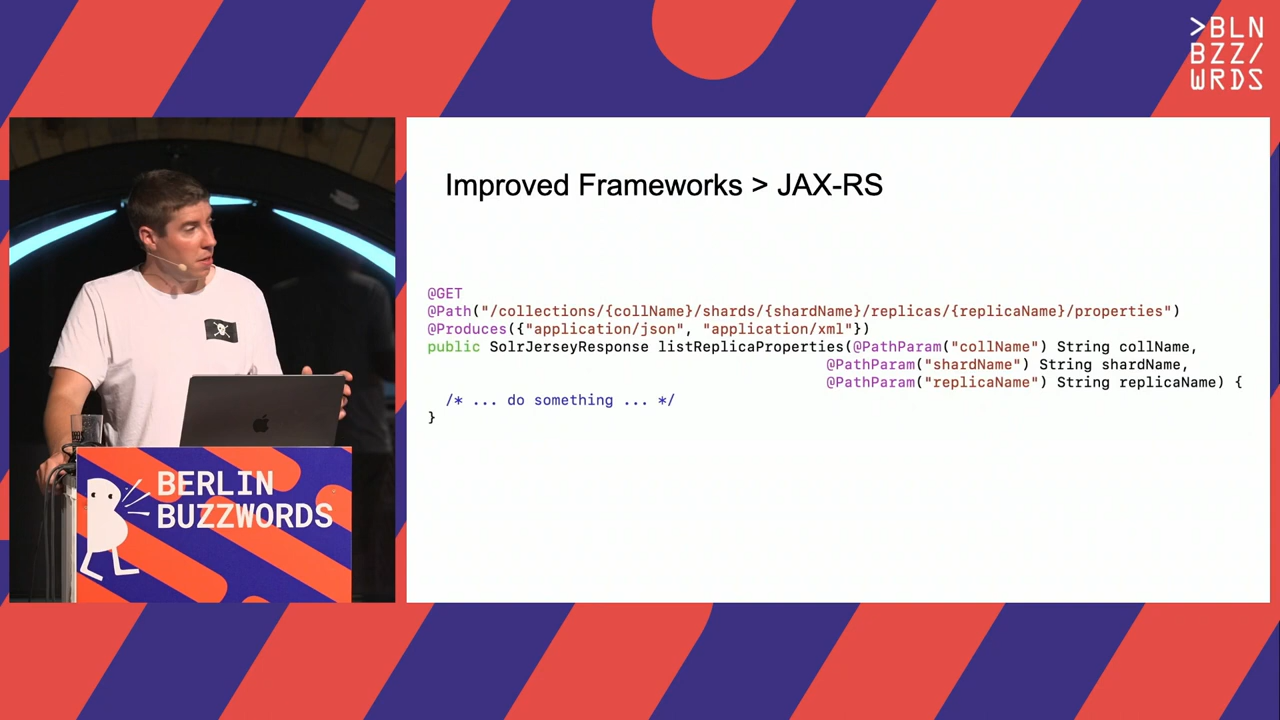 >BLN
BZZ/
WRDS
Improved Frameworks > JAX-RS
@GET
@Path("/collections/{collName}/shards/{shardName}/replicas/{replicaName}/properties")
@Produces({"application/json", "application/xml"})
public SolrJerseyResponse listReplicaProperties(@PathParam("collName") String collName,
@PathParam("shardName") String shardName,
@PathParam("replicaName") String replicaName) {
/* ... do something ... */
}
BERLIN
BUZZWORDS